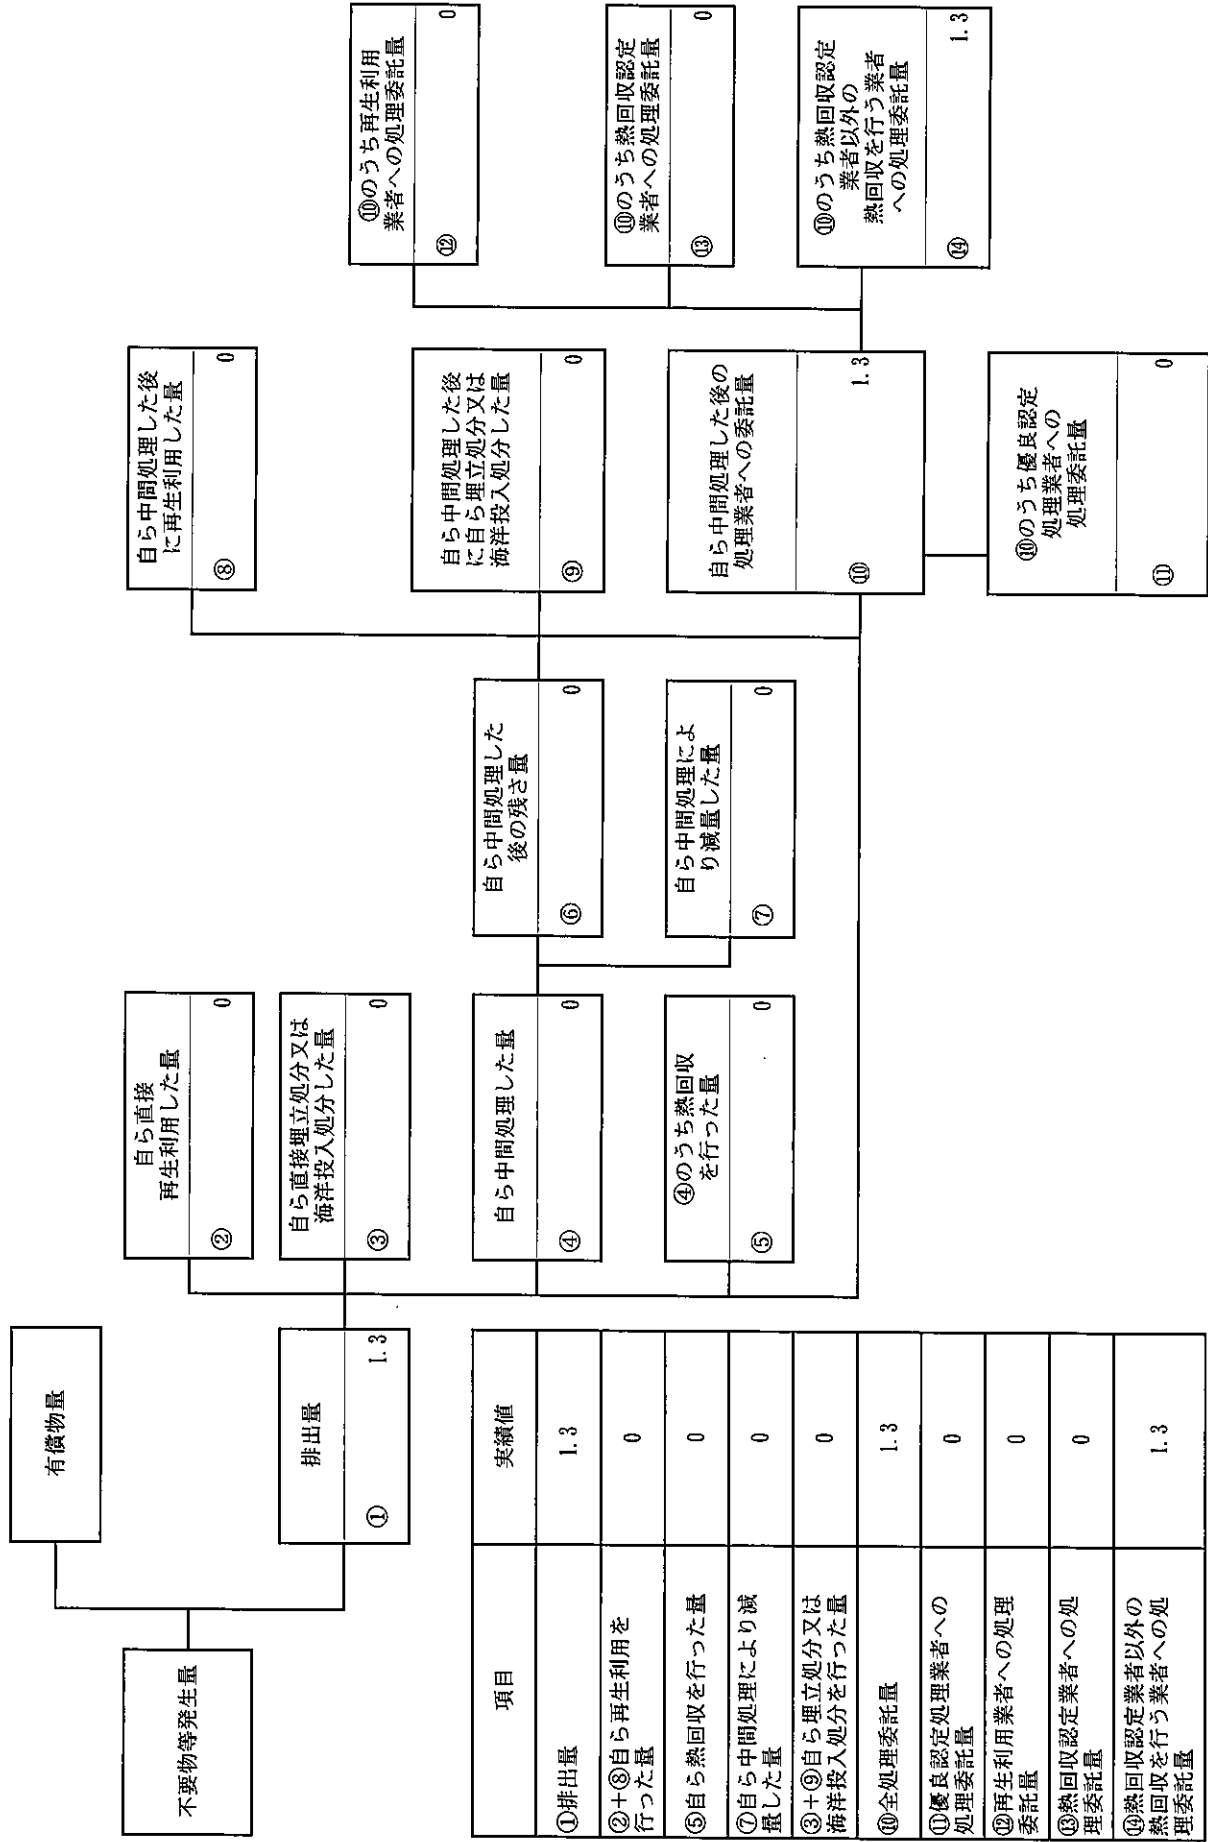 不要物等発生量
有償物量
排出量
① 1.3
自ら直接
再生利用した量
② 0
自ら直接埋立処分又は
海洋投入処分した量
③ 0
自ら中間処理した量
④ 0
④のうち熱回収
を行った量
⑤ 0
自ら中間処理した
後の残さ量
⑥ 0
自ら中間処理によ
り減量した量
⑦ 0
自ら中間処理した後
に再生利用した量
⑧ 0
自ら中間処理した後
に自ら埋立処分又は
海洋投入処分した量
⑨ 0
自ら中間処理した後の
処理業者への委託量
⑩ 1.3
⑩のうち優良認定
処理業者への
処理委託量
⑪ 0
⑩のうち再生利用
業者への処理委託量
⑫ 0
⑩のうち熱回収認定
業者への処理委託量
⑬ 0
⑩のうち熱回収認定
業者以外の
熱回収を行う業者
への処理委託量
⑭ 1.3
項目 実績値
①排出量 1.3
②+⑧自ら再生利用を
行った量 0
⑤自ら熱回収を行った量 0
⑦自ら中間処理により減
量した量 0
③+⑨自ら埋立処分又は
海洋投入処分を行った量 0
⑩全処理委託量 1.3
⑪優良認定処理業者への
処理委託量 0
⑫再生利用業者への処理
委託量 0
⑬熱回収認定業者への処
理委託量 0
⑭熱回収認定業者以外の
熱回収を行う業者への処
理委託量 1.3